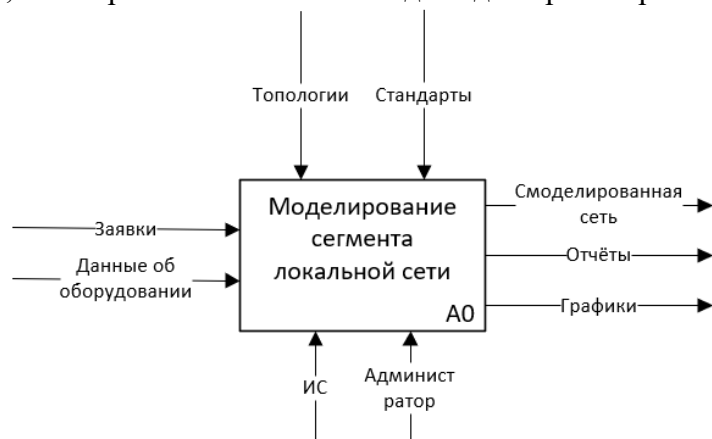 Топологии
Стандарты
Моделирование
сегмента
локальной сети
A0
Заявки
Данные об
оборудовании
Смоделированная
сеть
Отчёты
Графики
ИС
Админист
ратор